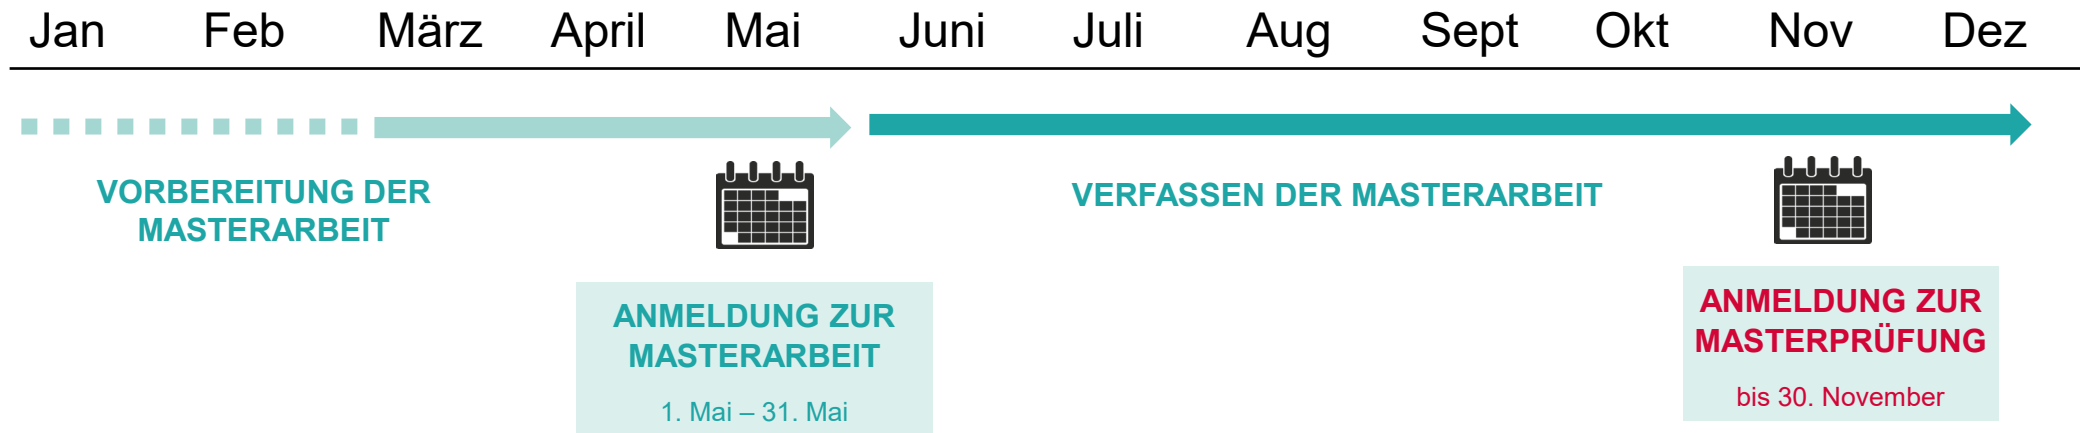 Jan Feb März April Mai Juni Juli Aug Sept Okt Nov Dez
VORBEREITUNG DER
MASTERARBEIT
VERFASSEN DER MASTERARBEIT
ANMELDUNG ZUR
MASTERARBEIT
1. Mai – 31. Mai
ANMELDUNG ZUR
MASTERPRÜFUNG
bis 30. November